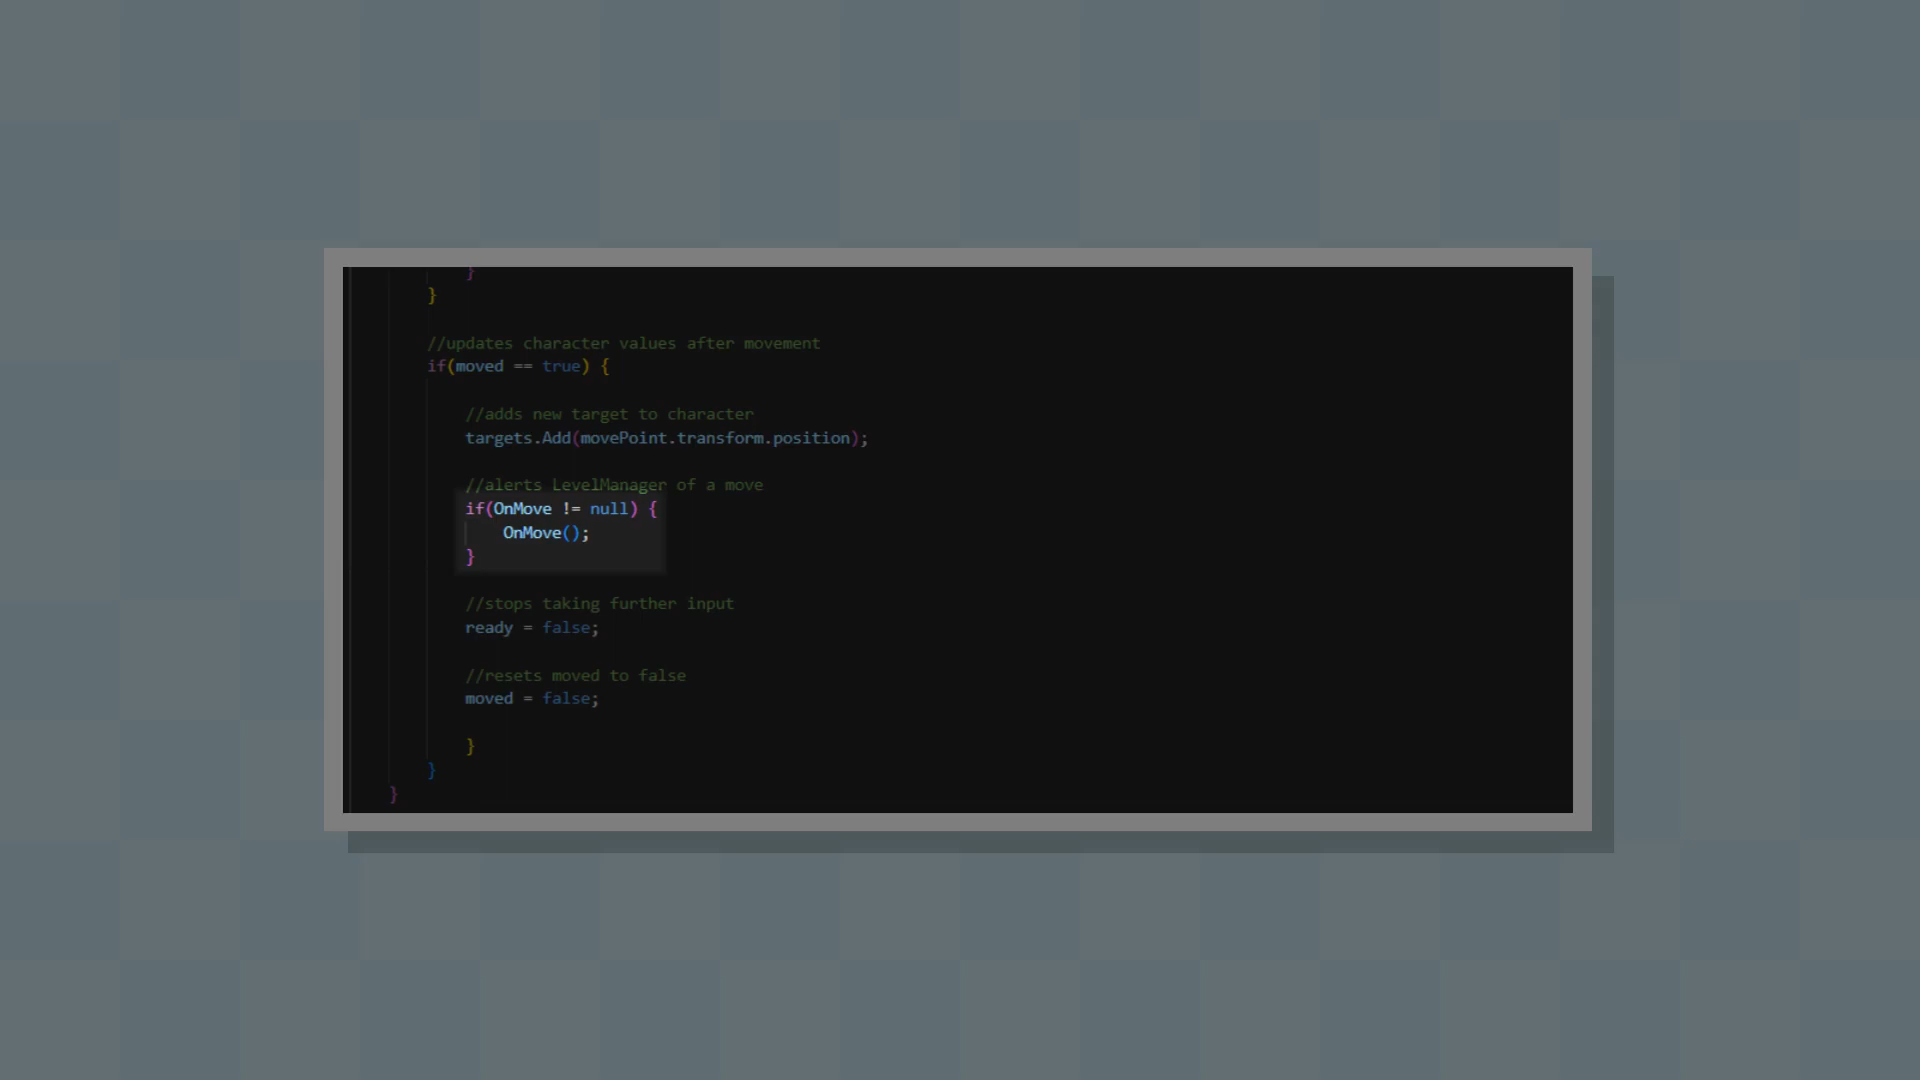 }
}
//updates character values after movement
if(moved == true) {
//adds new target to character
targets.Add(movePoint.transform.position);
//alerts LevelManager of a move
if(OnMove != null) {
OnMove();
}
//stops taking further input
ready = false;
//resets moved to false
moved = false;
}
}
}